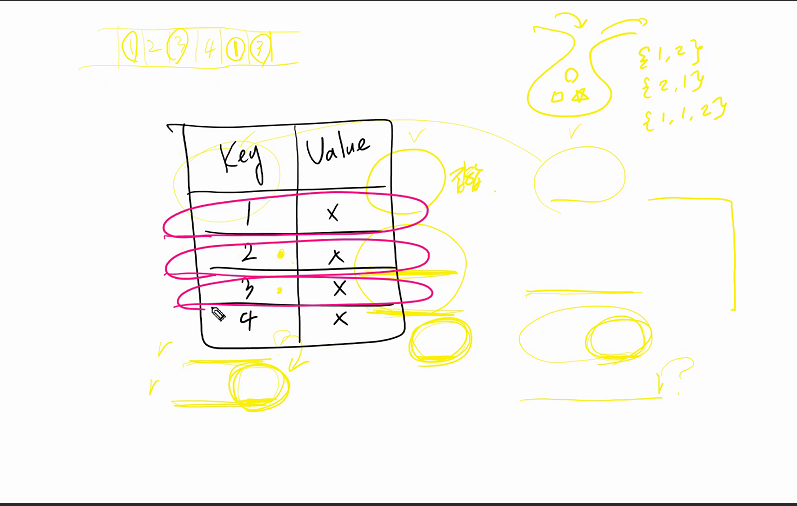 1 2 3 4 1 3
{1,2}
{2,1}
{1,1,2}
Key Value
1 x
2 x
3 x
4 x
r
r
r?